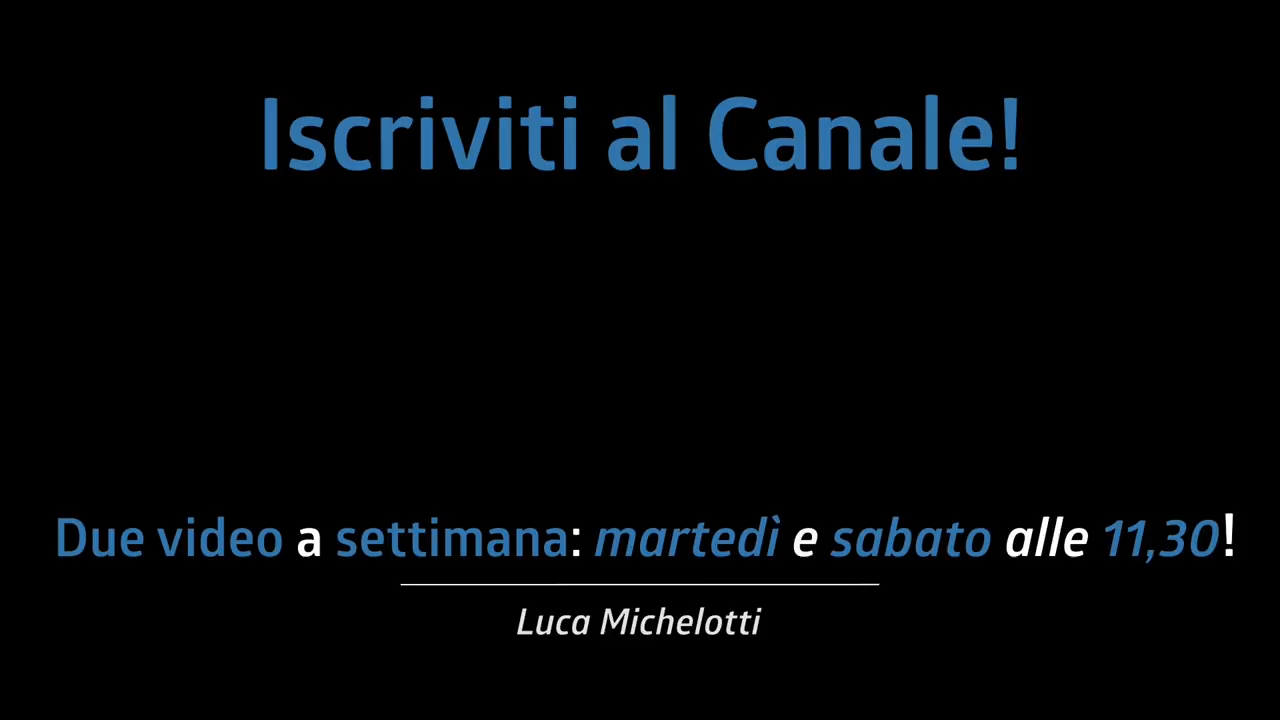 Iscriviti al Canale!
Due video a settimana: martedì e sabato alle 11,30!
Luca Michelotti